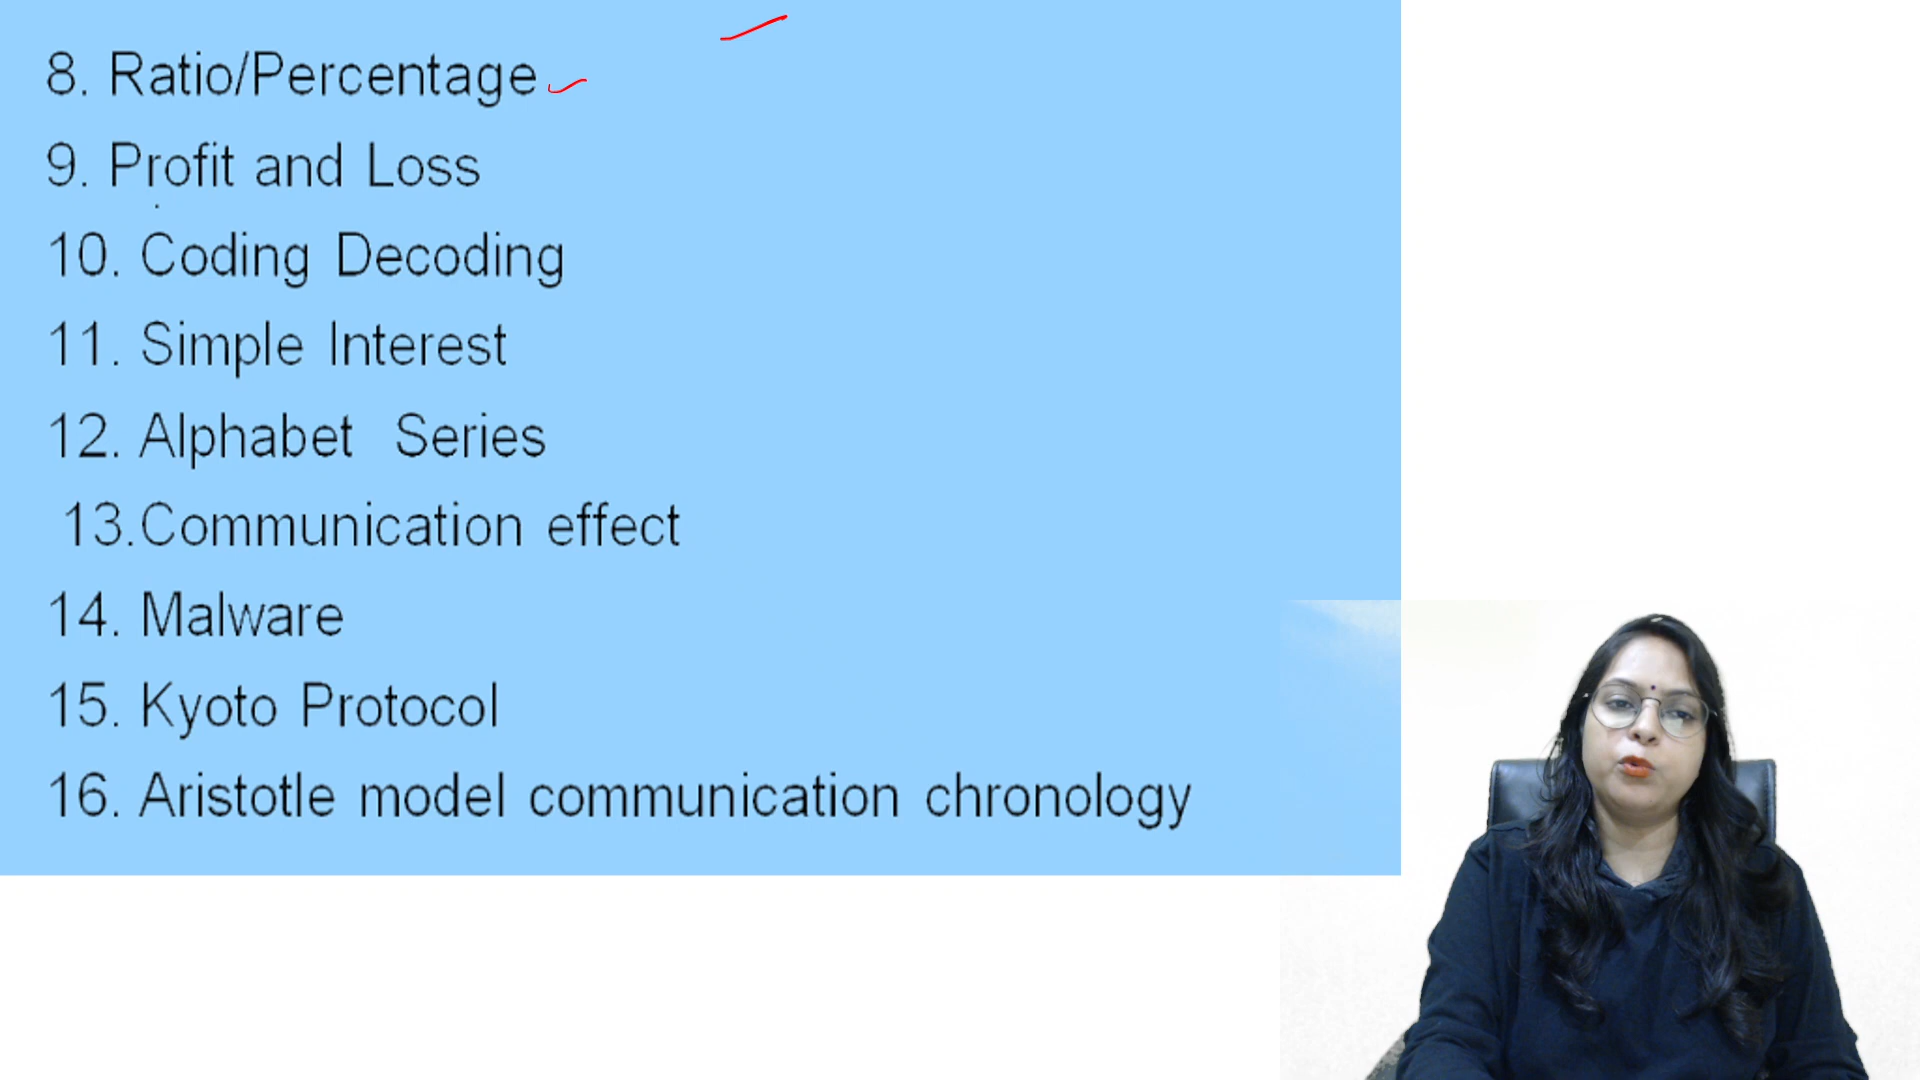 8. Ratio/Percentage
9. Profit and Loss
10. Coding Decoding
11. Simple Interest
12. Alphabet Series
13.Communication effect
14. Malware
15. Kyoto Protocol
16. Aristotle model communication chronology